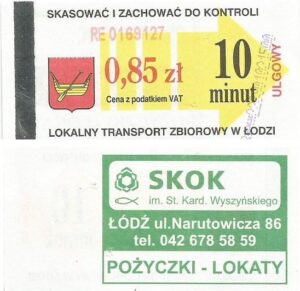 SKASOWAĆ I ZACHOWAĆ DO KONTROLI
RE 0169127
0,85 zł
Cena z podatkiem VAT
10
minut
ULGOWY
LOKALNY TRANSPORT ZBIOROWY w ŁODZI
SKOK
im. St. Kard. Wyszyńskiego
ŁÓDŹ ul.Narutowicza 86
tel. 042 678 58 59
POŻYCZKI - LOKATY